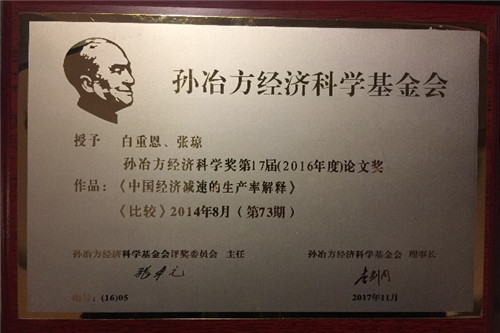 孙冶方经济科学基金会
授予 白重恩、张琼
孙冶方经济科学奖第17届(2016年度)论文奖
作品：《中国经济减速的生产率解释》
《比较》2014年8月（第73期）
孙冶方经济科学基金会评奖委员会 主任
孙冶方经济科学基金会 理事长
编号：(16)05
2017年11月